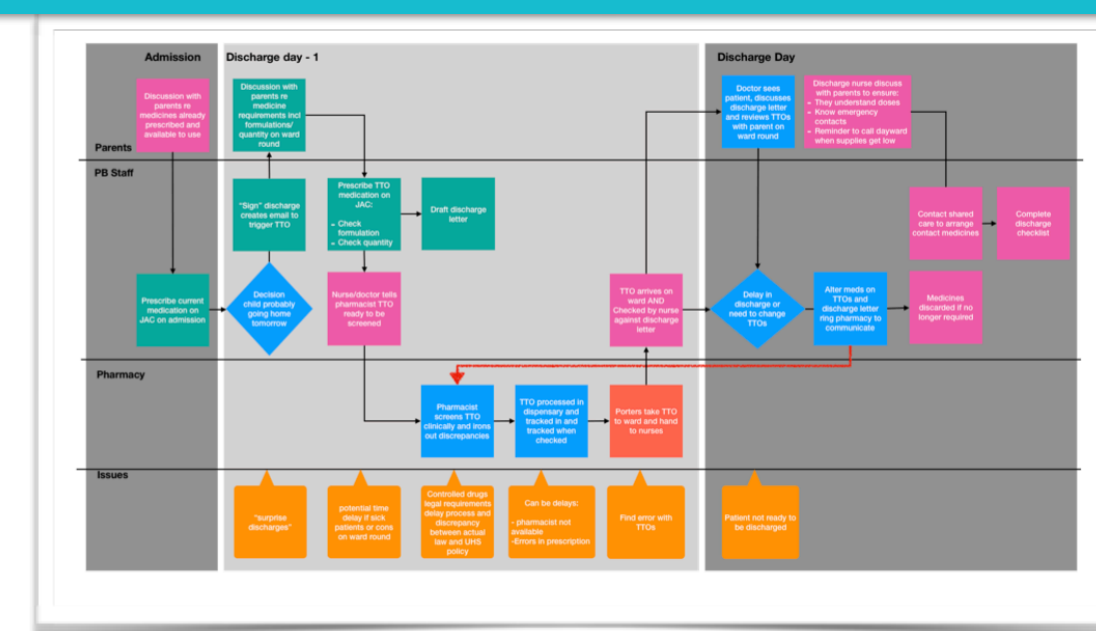 Admission
Discharge day - 1
Discharge Day
Discussion with
parents re
medicines already
prescribed and
available to use
Discussion with
parents re
medicine
requirements incl
formulations/
quantity on ward
round
Doctor sees
patient, discusses
discharge letter
and reviews TTOs
with parent on
ward round
Discharge nurse discuss
with parents to ensure:
- They understand doses
- Know emergency
contacts
- Reminder to call dayward
when supplies get low
Parents
PB Staff
"Sign" discharge
creates email to
trigger TTO
Prescribe TTO
medication on
JAC:
- Check
formulation
- Check quantity
Draft discharge
letter
Contact shared
care to arrange
contact medicines
Complete
discharge
checklist
Prescribe current
medication on
JAC on admission
Decision
child probably
going home
tomorrow
Nurse/doctor tells
pharmacist TTO
ready to be
screened
TTO arrives on
ward AND
Checked by nurse
against discharge
letter
Delay in
discharge or
need to change
TTOs
Alter meds on
TTOs and
discharge letter
ring pharmacy to
communicate
Medicines
discarded if no
longer required
Pharmacy
Pharmacist
screens TTO
clinically and irons
out discrepancies
TTO processed in
dispensary and
tracked in and
tracked when
checked
Porters take TTO
to ward and hand
to nurses
Issues
"surprise
discharges"
potential time
delay if sick
patients or cons
on ward round
Controlled drugs
legal requirements
delay process and
discrepancy
between actual
law and UHS
policy
Can be delays:
- pharmacist not
available
-Errors in prescription
Find error with
TTOs
Patient not ready to
be discharged